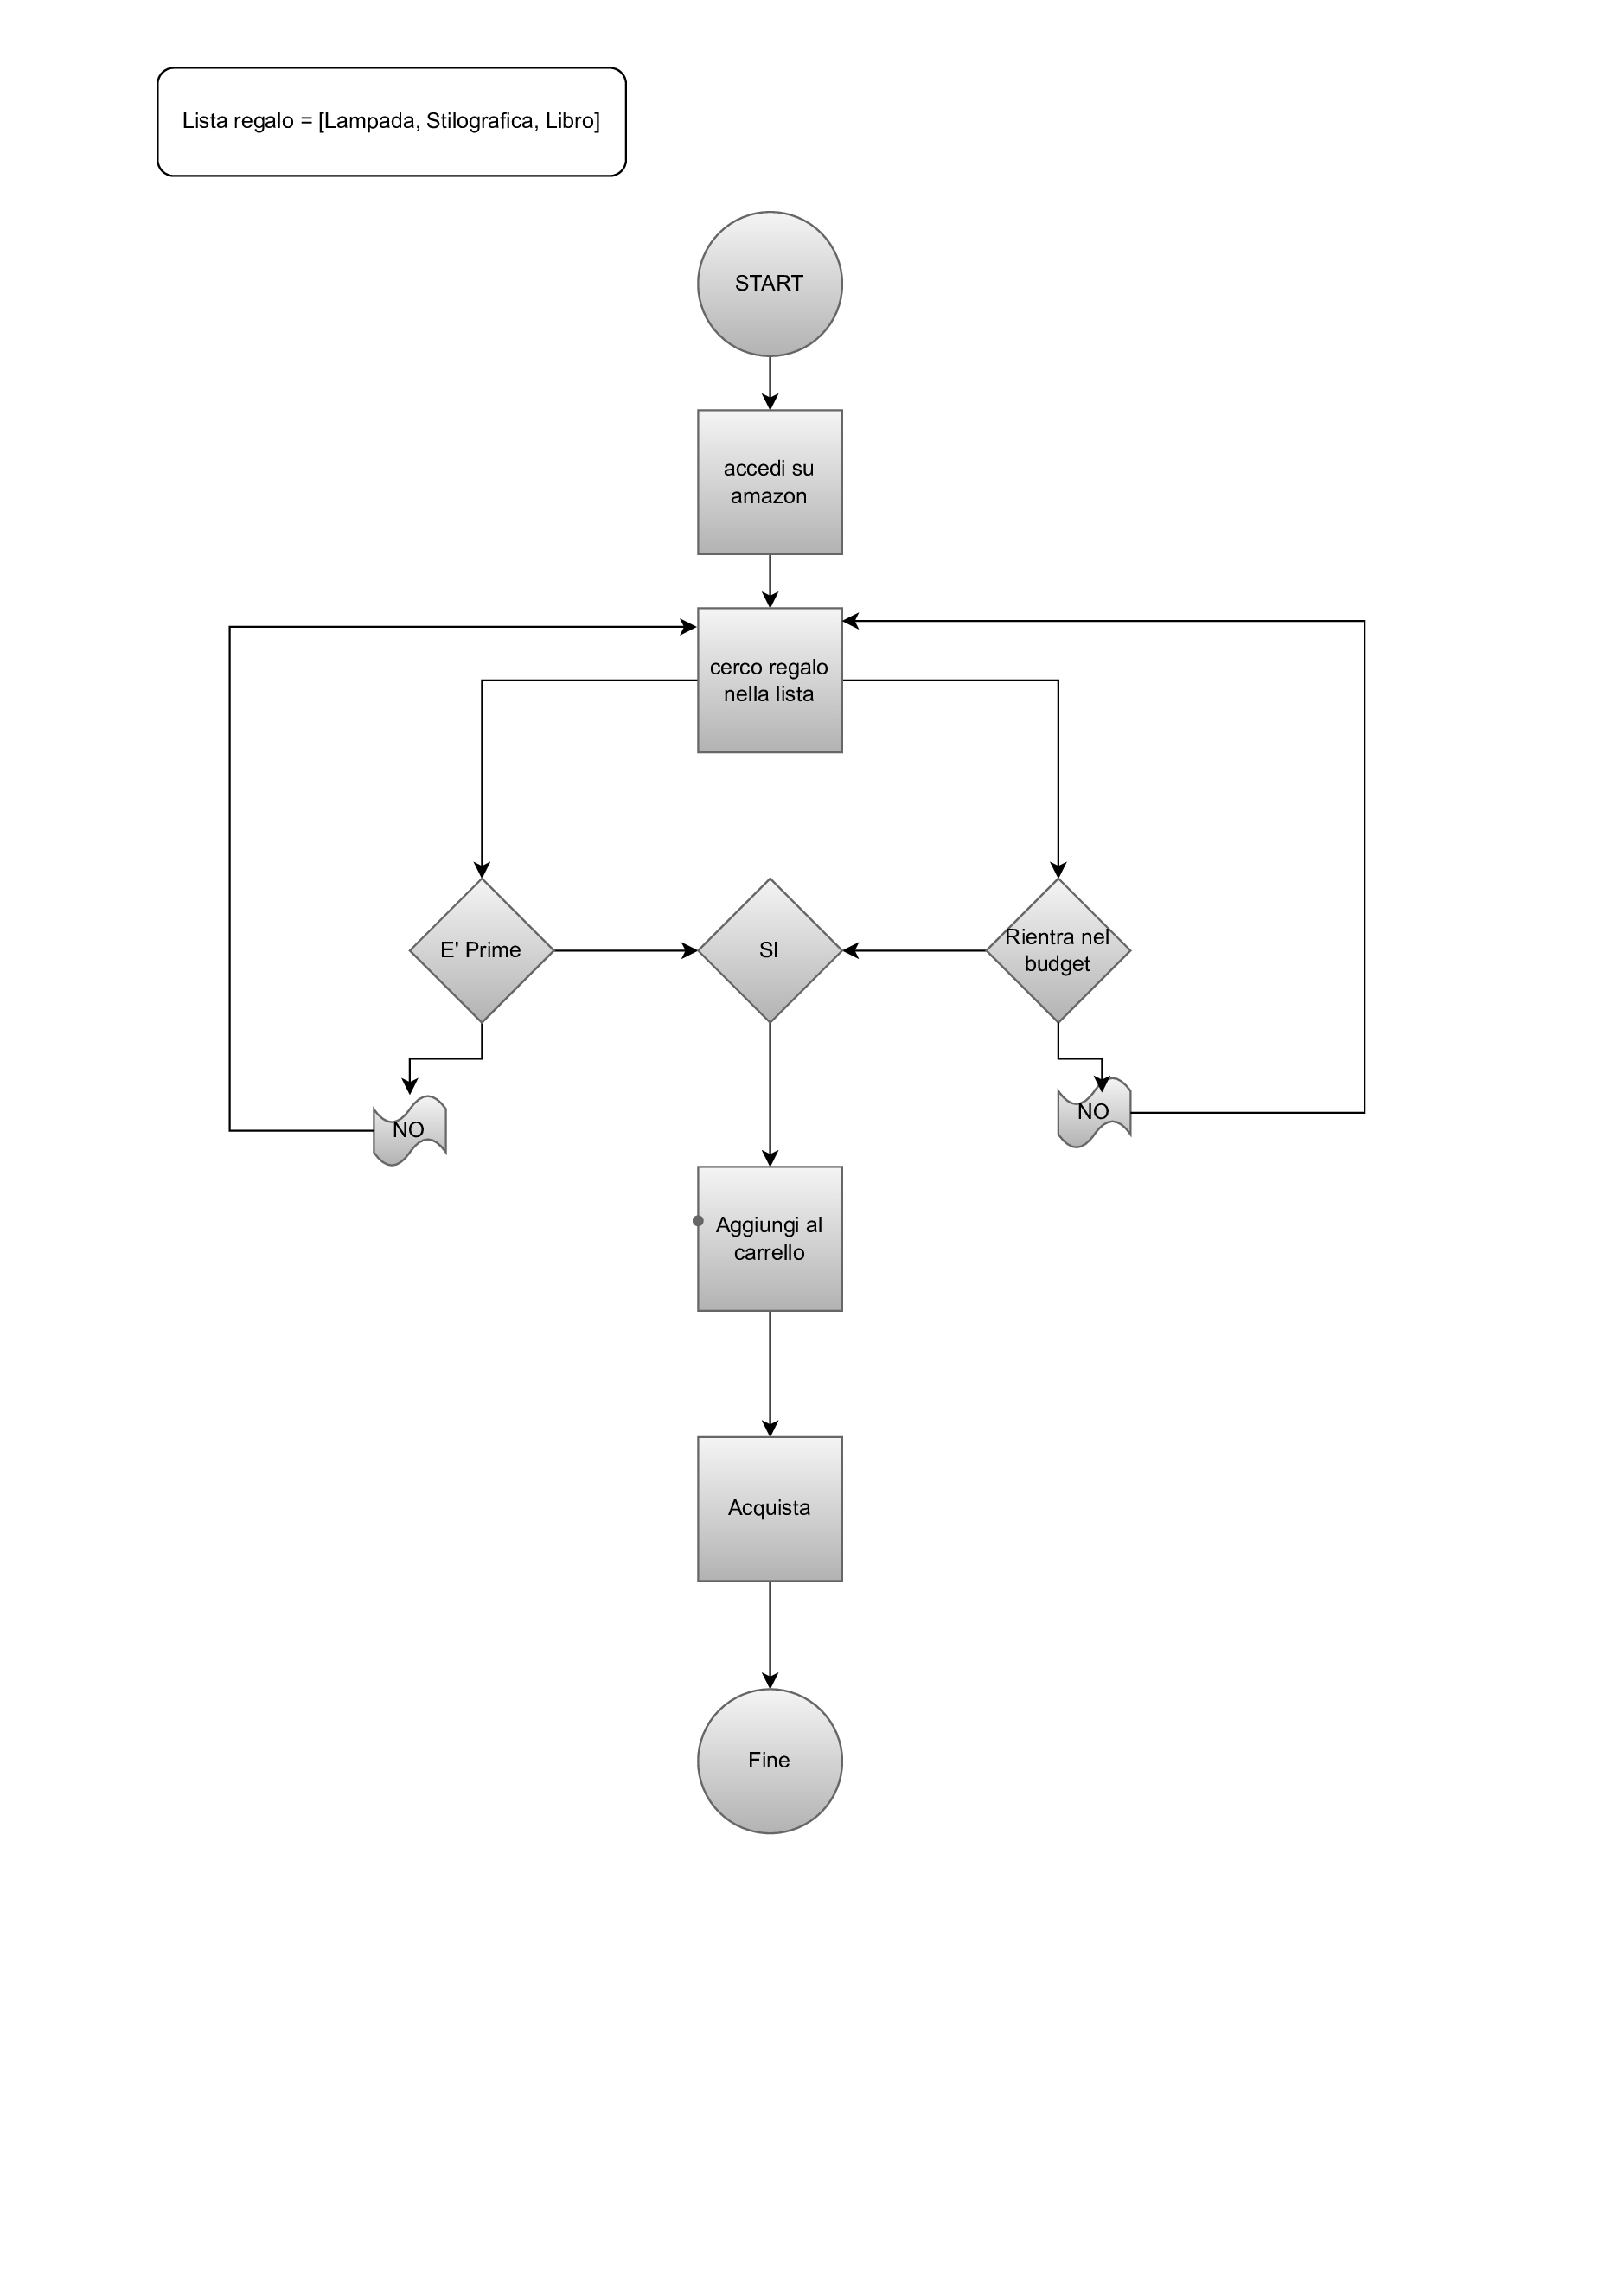 Lista regalo = [Lampada, Stilografica, Libro]
START
accedi su
amazon
cerco regalo
nella lista
E' Prime
SI
Rientra nel
budget
NO
NO
Aggiungi al
carrello
Acquista
Fine